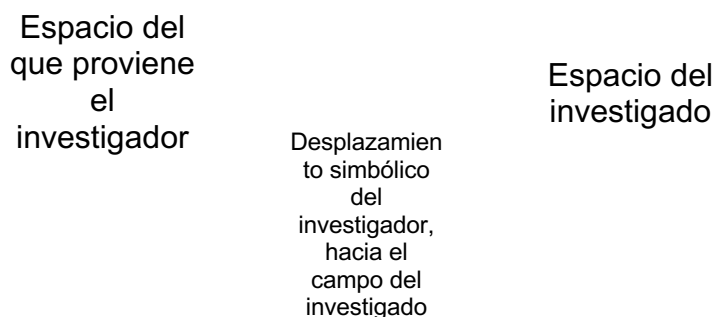 Espacio del
que proviene
el
investigador
Desplazamien
to simbólico
del
investigador,
hacia el
campo del
investigado
Espacio del
investigado